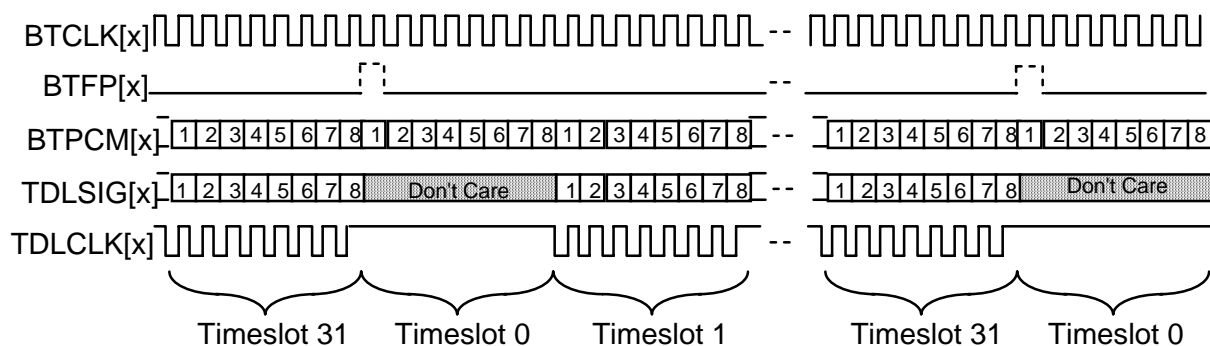 BTCLK[x] --
BTFP[x] --
BTPCM[x] 1 2 3 4 5 6 7 8 1 2 3 4 5 6 7 8 1 2 3 4 5 6 7 8 -- 1 2 3 4 5 6 7 8 1 2 3 4 5 6 7 8
TDLSIG[x] 1 2 3 4 5 6 7 8 Don't Care 1 2 3 4 5 6 7 8 -- 1 2 3 4 5 6 7 8 Don't Care
TDLCLK[x] --
Timeslot 31 Timeslot 0 Timeslot 1 Timeslot 31 Timeslot 0